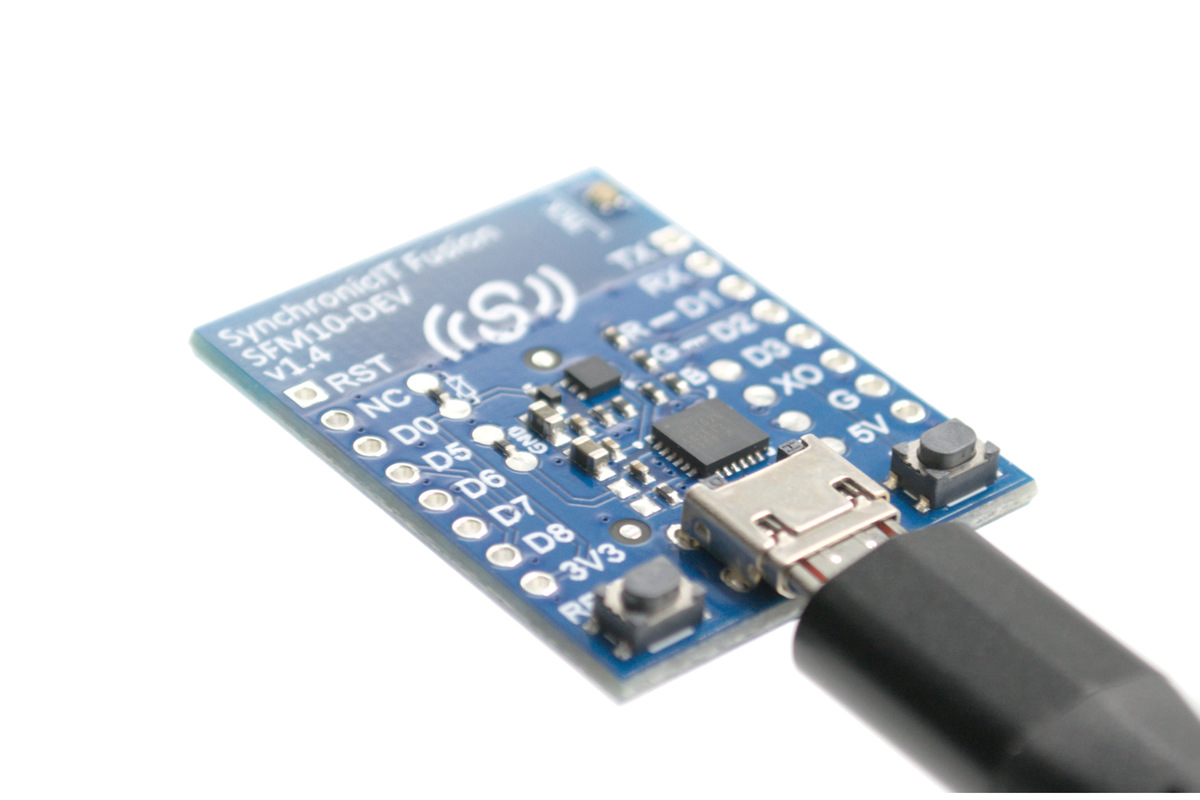 SynchronicIT Fusion
SFM10-DEV
v1.4
S
RST
NC
D0
D5
D6
D7
D8
3V3
TX
RX
R — D1
G — D2
B D3
XO
G
5V